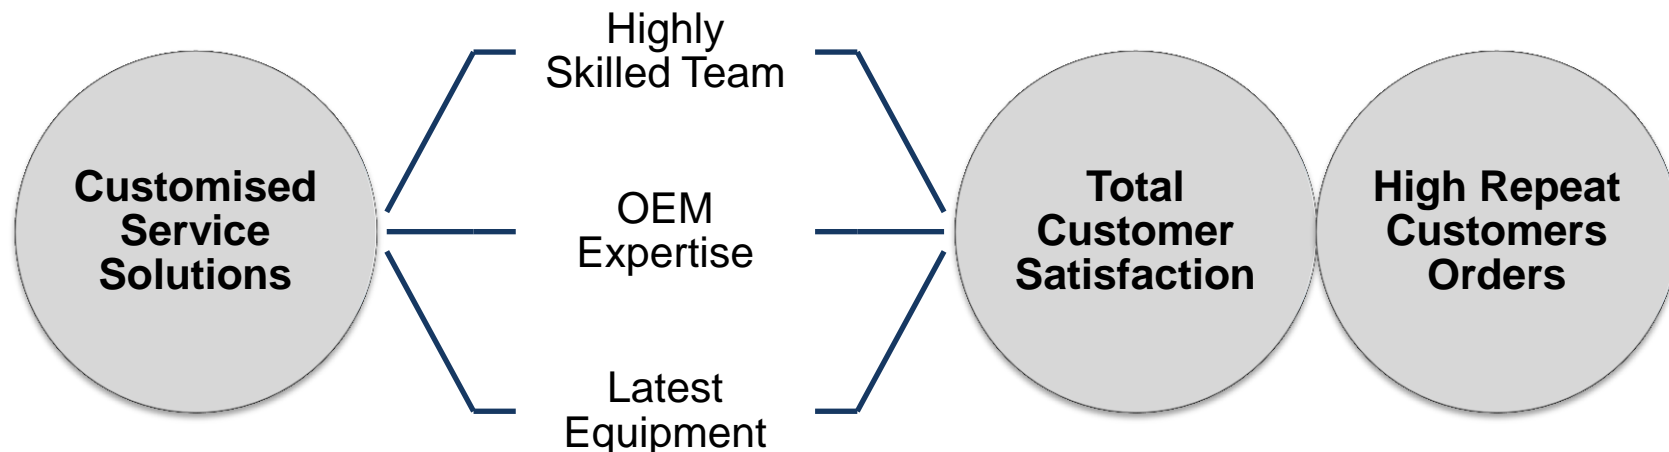 Customised
Service
Solutions
Highly
Skilled Team
OEM
Expertise
Latest
Equipment
Total
Customer
Satisfaction
High Repeat
Customers
Orders